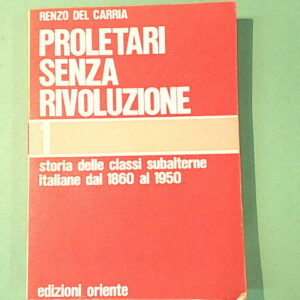 RENZO DEL CARRIA
PROLETARI
SENZA
RIVOLUZIONE
1
storia delle classi subalterne
italiane dal 1860 al 1950
edizioni oriente